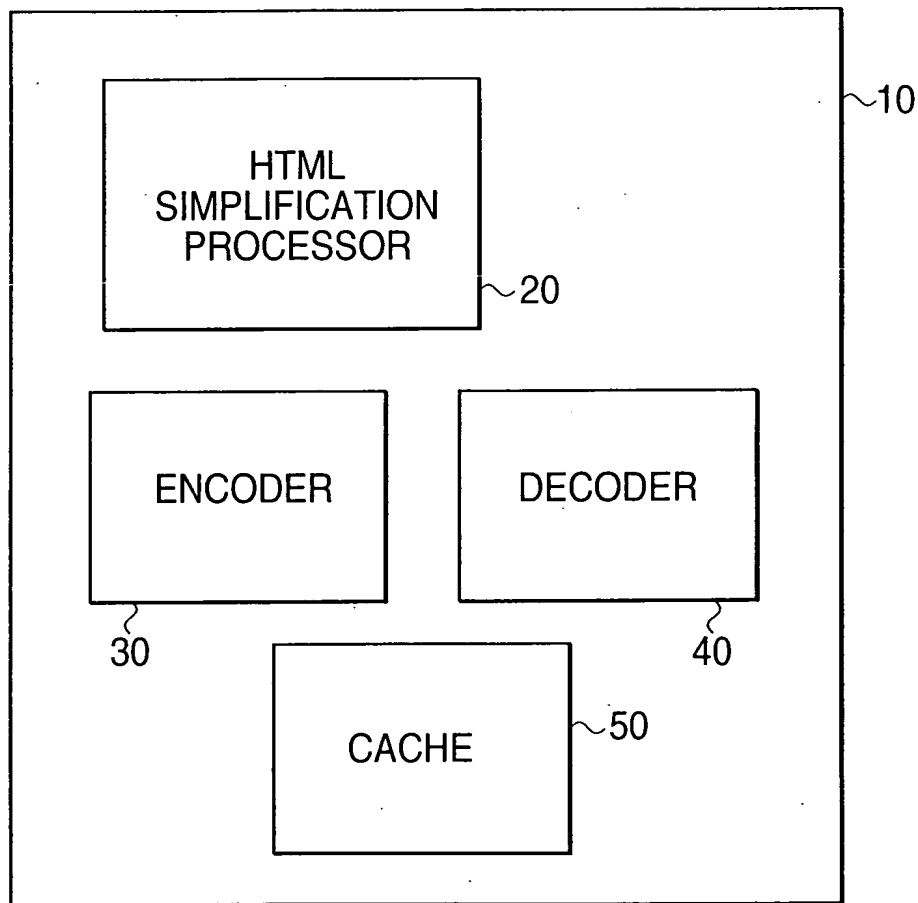 10
HTML
SIMPLIFICATION
PROCESSOR
20
ENCODER
DECODER
30
40
50
CACHE